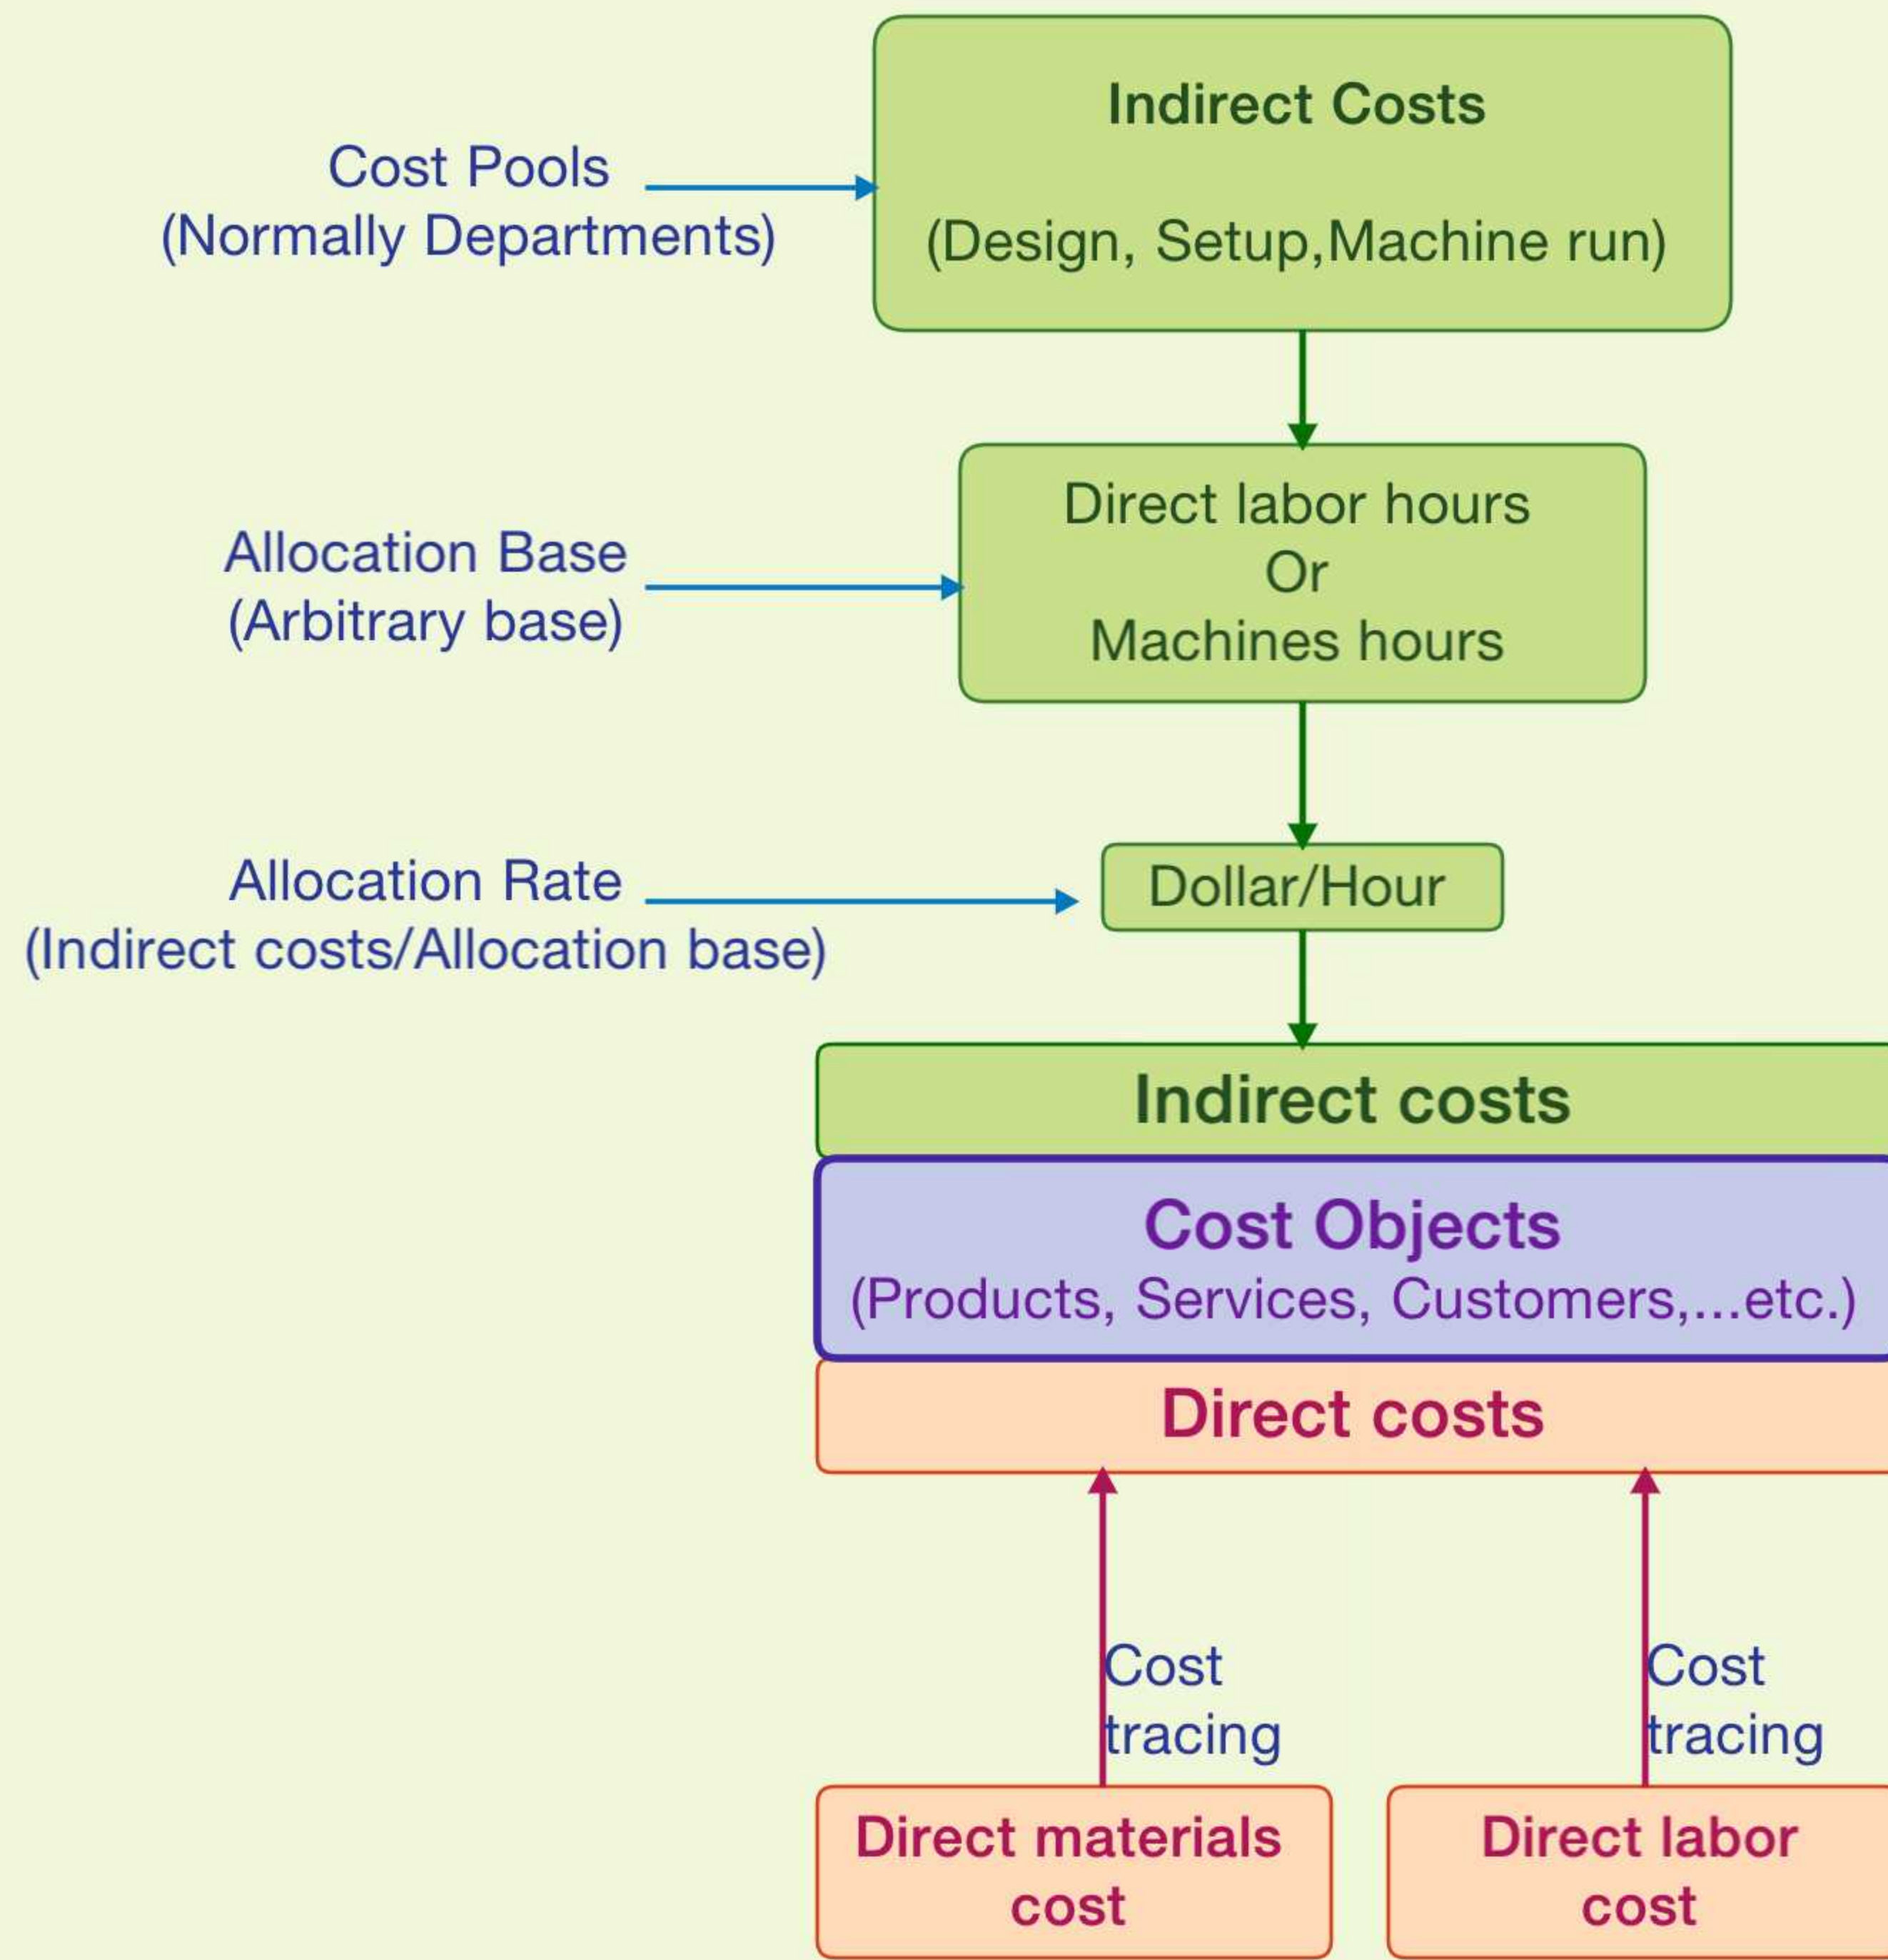 Indirect Costs
Cost Pools
(Normally Departments)
(Design, Setup,Machine run)
Direct labor hours
Or
Machines hours
Allocation Base
(Arbitrary base)
Allocation Rate
(Indirect costs/Allocation base)
Dollar/Hour
Indirect costs
Cost Objects
(Products, Services, Customers,...etc.)
Direct costs
Cost
tracing
Cost
tracing
Direct materials
cost
Direct labor
cost